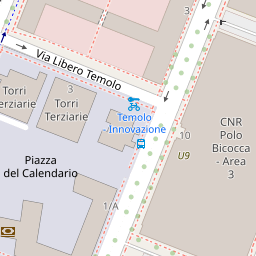 3
9
Via Libero Temolo
Torri
Terziarie
3
Torri
Terziarie
Temolo
Innovazione
10
U9
CNR
Polo
Bicocca
- Area
3
Piazza
del Calendario
1/A